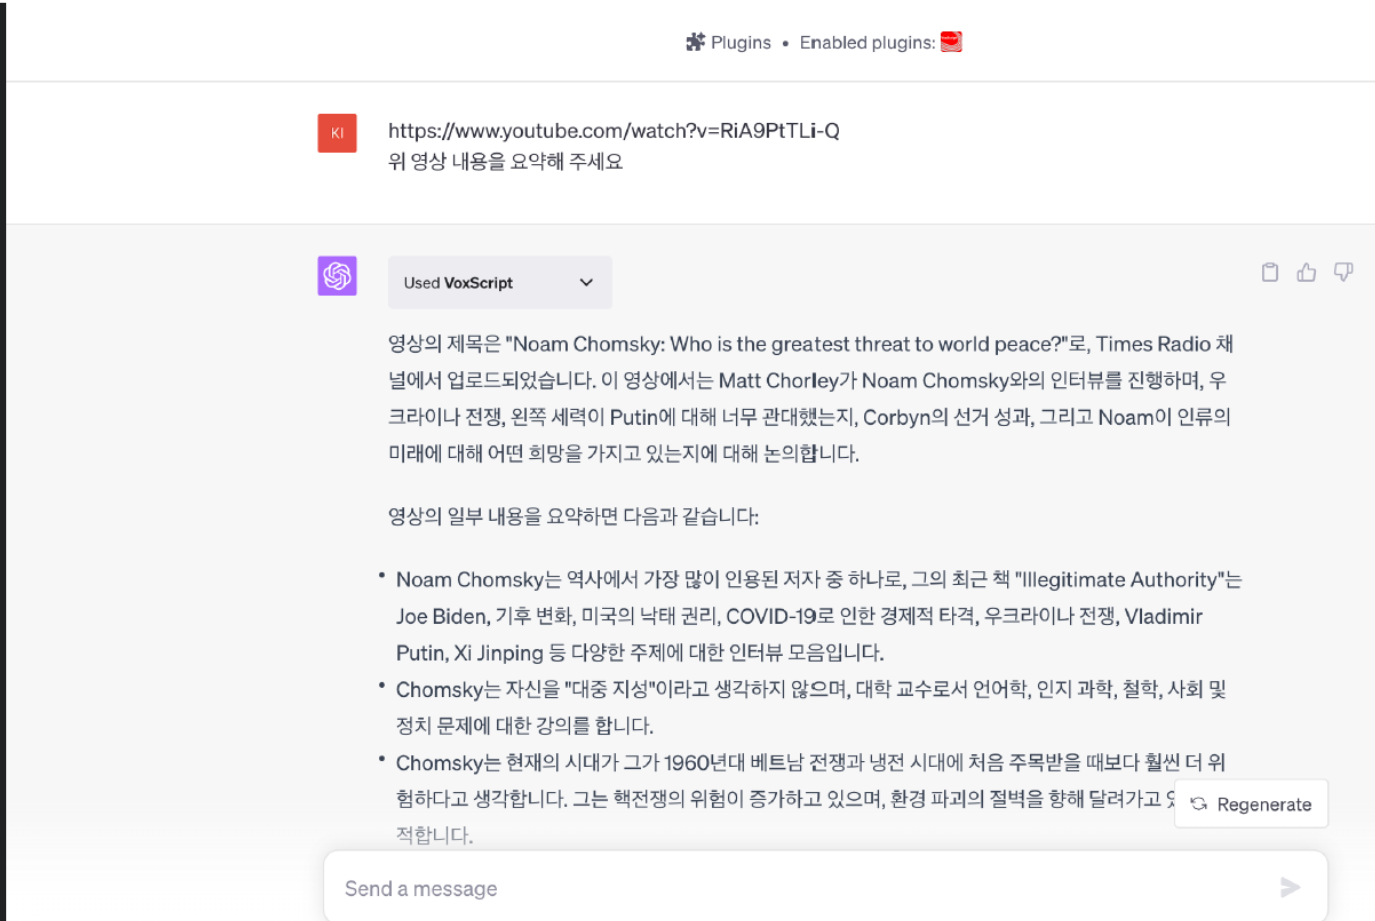 Plugins • Enabled plugins:
KI
https://www.youtube.com/watch?v=RiA9PtTLi-Q
위 영상 내용을 요약해 주세요
Used VoxScript
영상의 제목은 "Noam Chomsky: Who is the greatest threat to world peace?"로, Times Radio 채
널에서 업로드되었습니다. 이 영상에서는 Matt Chorley가 Noam Chomsky와의 인터뷰를 진행하며, 우
크라이나 전쟁, 왼쪽 세력이 Putin에 대해 너무 관대했는지, Corbyn의 선거 성과, 그리고 Noam이 인류의
미래에 대해 어떤 희망을 가지고 있는지에 대해 논의합니다.
영상의 일부 내용을 요약하면 다음과 같습니다:
• Noam Chomsky는 역사에서 가장 많이 인용된 저자 중 하나로, 그의 최근 책 "Illegitimate Authority"는
Joe Biden, 기후 변화, 미국의 낙태 권리, COVID-19로 인한 경제적 타격, 우크라이나 전쟁, Vladimir
Putin, Xi Jinping 등 다양한 주제에 대한 인터뷰 모음입니다.
• Chomsky는 자신을 "대중 지성"이라고 생각하지 않으며, 대학 교수로서 언어학, 인지 과학, 철학, 사회 및
정치 문제에 대한 강의를 합니다.
• Chomsky는 현재의 시대가 그가 1960년대 베트남 전쟁과 냉전 시대에 처음 주목받을 때보다 훨씬 더 위
험하다고 생각합니다. 그는 핵전쟁의 위험이 증가하고 있으며, 환경 파괴의 절벽을 향해 달려가고
Regenerate
적합니다.
Send a message